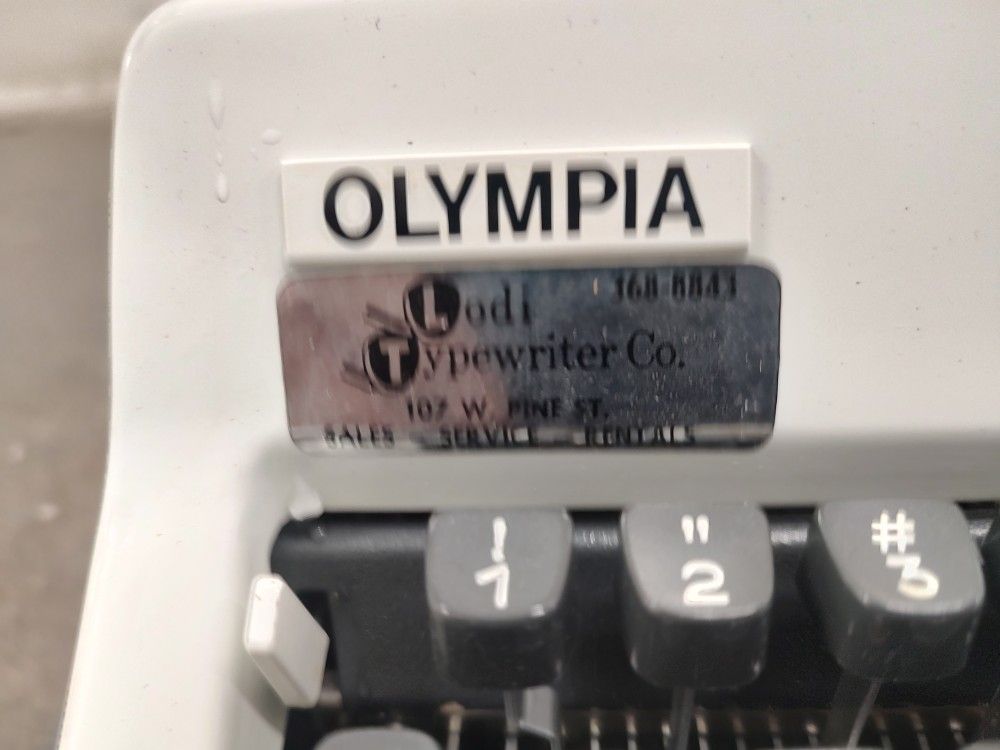 OLYMPIA
Lodi 368-8843
Typewriter Co.
107 W. PINE ST.
SALES - SERVICE - RENTALS
! " #
1 2 3